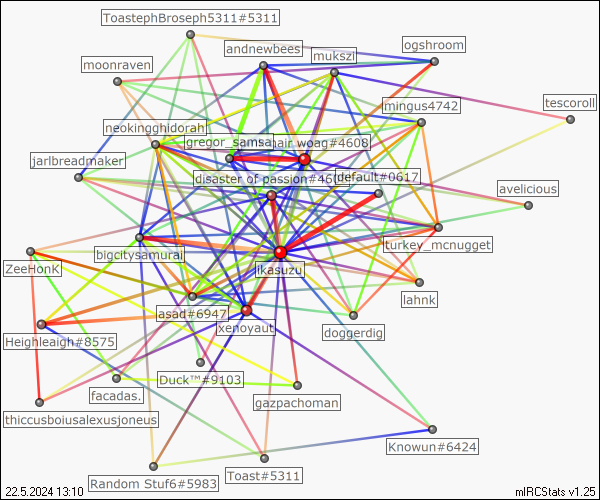 ToastephBroseph5311#5311
andnewbees
mukszi
ogshroom
moonraven
mingus4742
tescoroll
neokingghidorah
gregor_samsa
hair woag#4608
jarlbreadmaker
disaster of passion#46
default#0617
avelicious
bigcitysamurai
turkey_mcnugget
ZeeHonK
ikasuzu
lahnk
asad#6947
xenoyaut
doggerdig
Heighleaigh#8575
Duck™#9103
facadas.
gazpachoman
thiccusboiusalexusjoneus
Knowun#6424
Random Stuf6#5983
Toast#5311
22.5.2024 13:10
mIRCStats v1.25